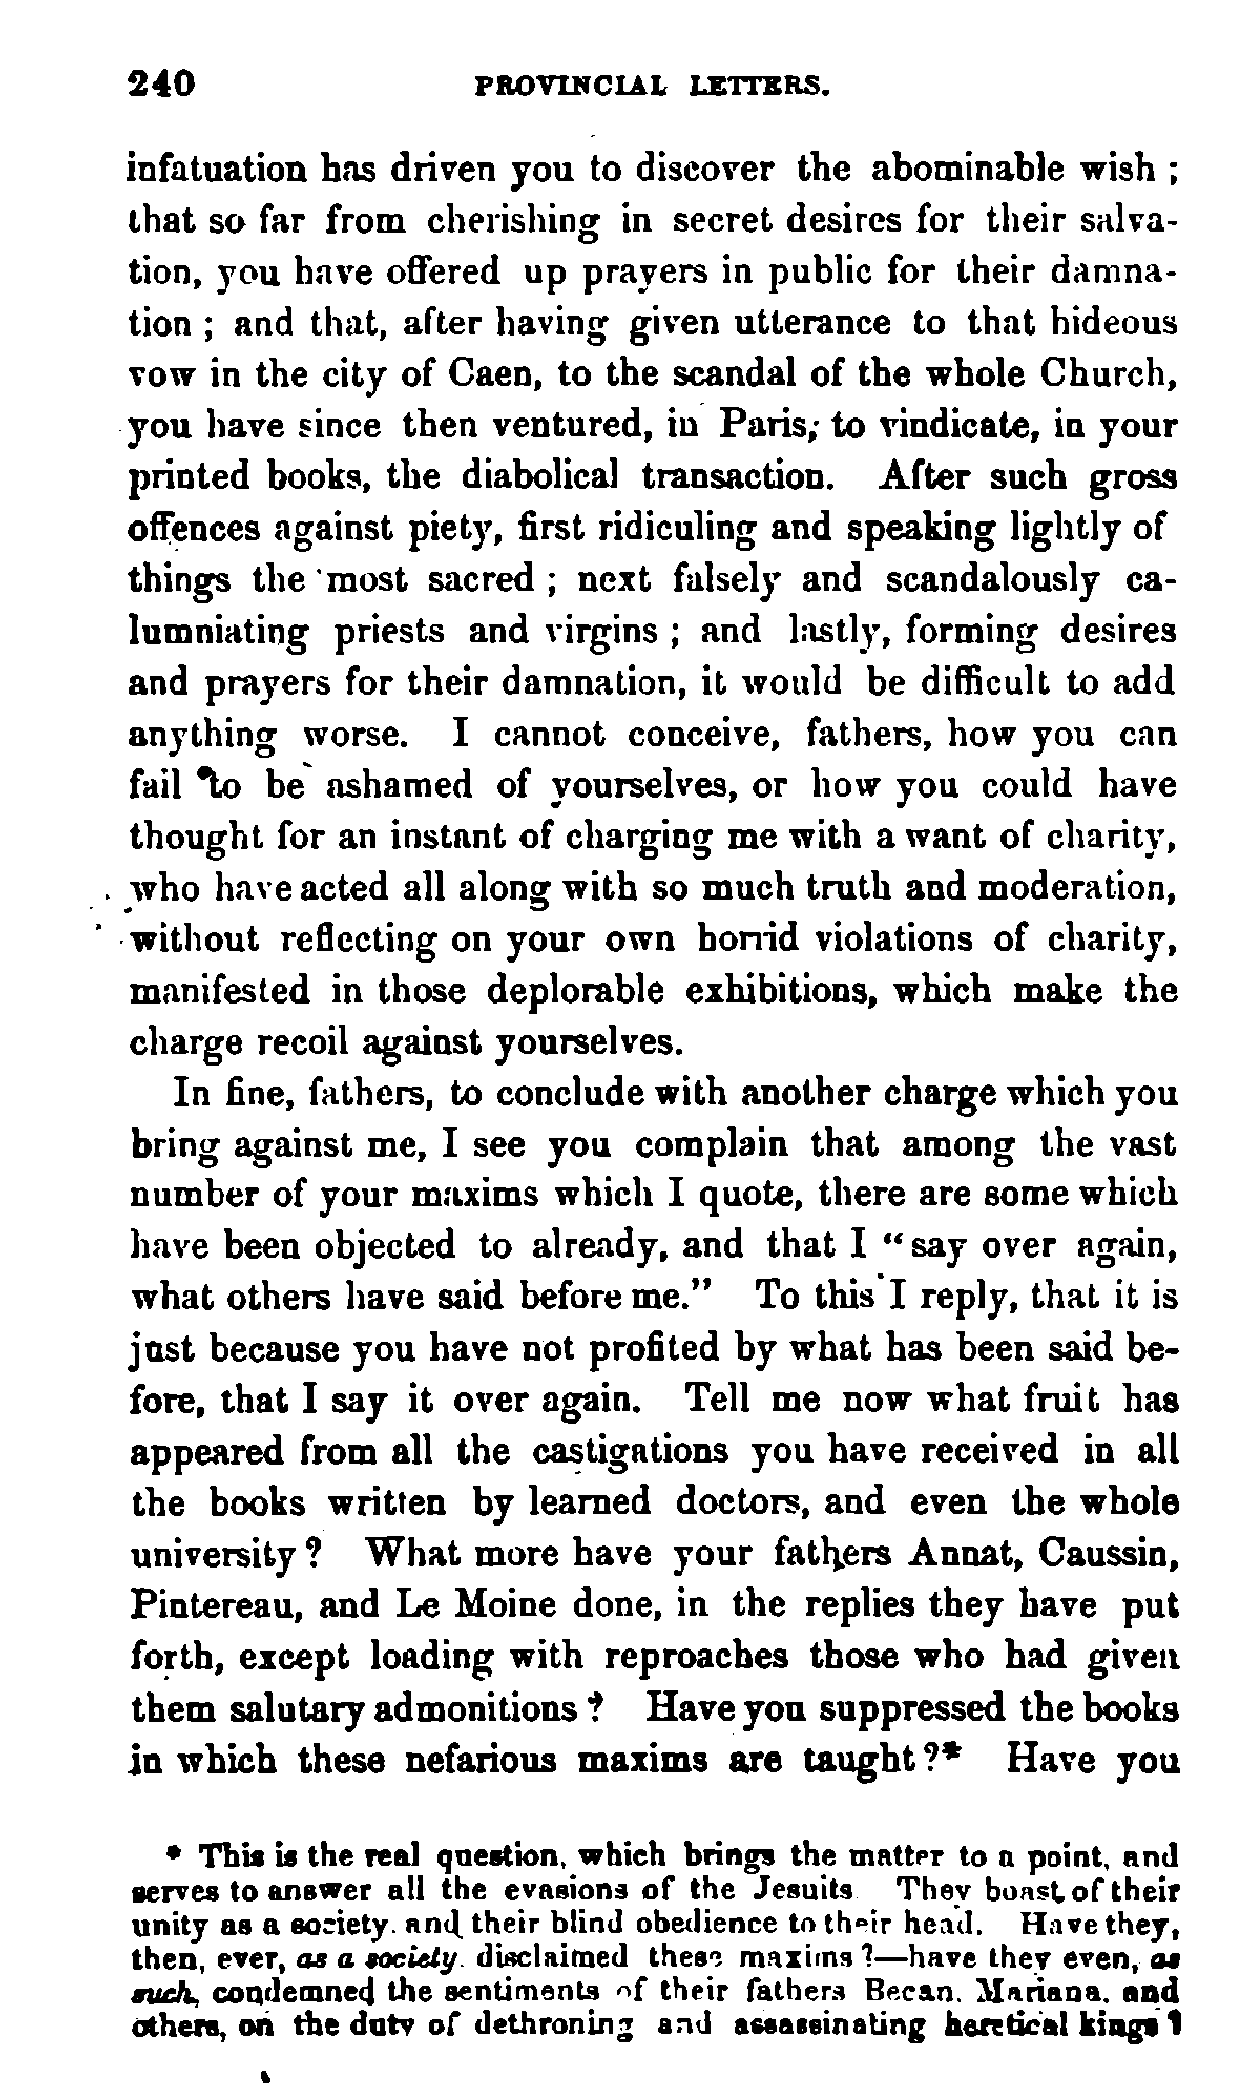 240 PROVINCIAL LETTERS.
infatuation has driven you to discover the abominable wish ;
that so far from cherishing in secret desires for their salva-
tion, you have offered up prayers in public for their damna-
tion ; and that, after having given utterance to that hideous
vow in the city of Caen, to the scandal of the whole Church,
you have since then ventured, in Paris, to vindicate, in your
printed books, the diabolical transaction. After such gross
offences against piety, first ridiculing and speaking lightly of
things the most sacred ; next falsely and scandalously ca-
lumniating priests and virgins ; and lastly, forming desires
and prayers for their damnation, it would be difficult to add
anything worse. I cannot conceive, fathers, how you can
fail to be ashamed of yourselves, or how you could have
thought for an instant of charging me with a want of charity,
who have acted all along with so much truth and moderation,
without reflecting on your own horrid violations of charity,
manifested in those deplorable exhibitions, which make the
charge recoil against yourselves.
In fine, fathers, to conclude with another charge which you
bring against me, I see you complain that among the vast
number of your maxims which I quote, there are some which
have been objected to already, and that I “ say over again,
what others have said before me.” To this I reply, that it is
just because you have not profited by what has been said be-
fore, that I say it over again. Tell me now what fruit has
appeared from all the castigations you have received in all
the books written by learned doctors, and even the whole
university ? What more have your fathers Annat, Caussin,
Pintereau, and Le Moine done, in the replies they have put
forth, except loading with reproaches those who had given
them salutary admonitions ? Have you suppressed the books
in which these nefarious maxims are taught ?* Have you
* This is the real question, which brings the matter to a point, and
serves to answer all the evasions of the Jesuits They boast of their
unity as a society, and their blind obedience to their head. Have they,
then, ever, as a society, disclaimed these maxims ?—have they even, as
such, condemned the sentiments of their fathers Becan, Mariana, and
others, on the duty of dethroning and assassinating heretical kings ?